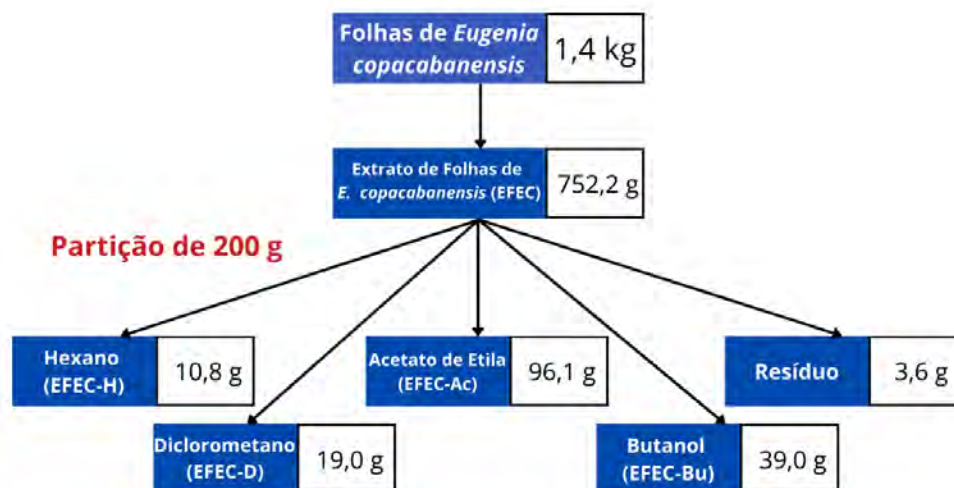 Folhas de Eugenia
copacabanensis
1,4 kg
Extrato de Folhas de
E. copacabanensis (EFEC)
752,2 g
Partição de 200 g
Hexano
(EFEC-H)
10,8 g
Acetato de Etila
(EFEC-Ac)
96,1 g
Resíduo
3,6 g
Diclorometano
(EFEC-D)
19,0 g
Butanol
(EFEC-Bu)
39,0 g